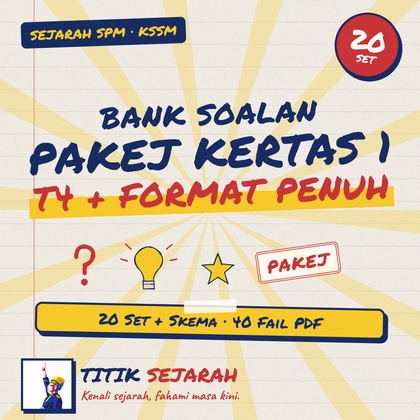 SEJARAH SPM · KSSM
20
SET
BANK SOALAN
PAKEJ KERTAS 1
T4 + FORMAT PENUH
?
PAKEJ
20 SET + SKEMA · 40 FAIL PDF
TITIK SEJARAH
Kenali sejarah, fahami masa kini.